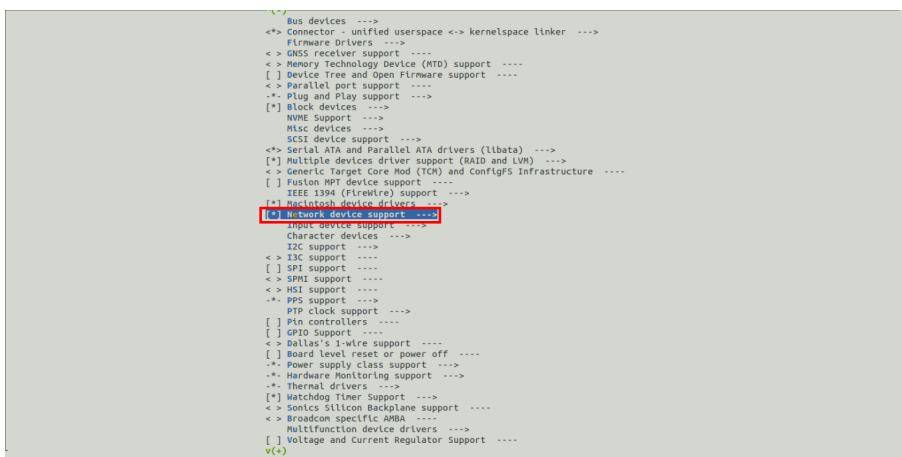 -(-)
Bus devices  --->
<*> Connector - unified userspace <-> kernelspace linker  --->
Firmware Drivers  --->
< > GNSS receiver support  ----
< > Memory Technology Device (MTD) support  ----
[ ] Device Tree and Open Firmware support  ----
< > Parallel port support  ----
-*- Plug and Play support  --->
[*] Block devices  --->
NVME Support  --->
Misc devices  --->
SCSI device support  --->
<*> Serial ATA and Parallel ATA drivers (libata)  --->
[*] Multiple devices driver support (RAID and LVM)  --->
< > Generic Target Core Mod (TCM) and ConfigFS Infrastructure  ----
[ ] Fusion MPT device support  ----
IEEE 1394 (FireWire) support  --->
[*] Macintosh device drivers  --->
[*] Network device support  --->
Input device support  --->
Character devices  --->
I2C support  --->
< > I3C support  ----
[ ] SPI support  ----
< > SPMI support  ----
< > HSI support  ----
-*- PPS support  --->
PTP clock support  --->
[ ] Pin controllers  ----
[ ] GPIO Support  ----
< > Dallas's 1-wire support  ----
[ ] Board level reset or power off  ----
-*- Power supply class support  --->
-*- Hardware Monitoring support  --->
-*- Thermal drivers  --->
[*] Watchdog Timer Support  --->
< > Sonics Silicon Backplane support  ----
< > Broadcom specific AMBA  ----
Multifunction device drivers  --->
[ ] Voltage and Current Regulator Support  ----
v(+)